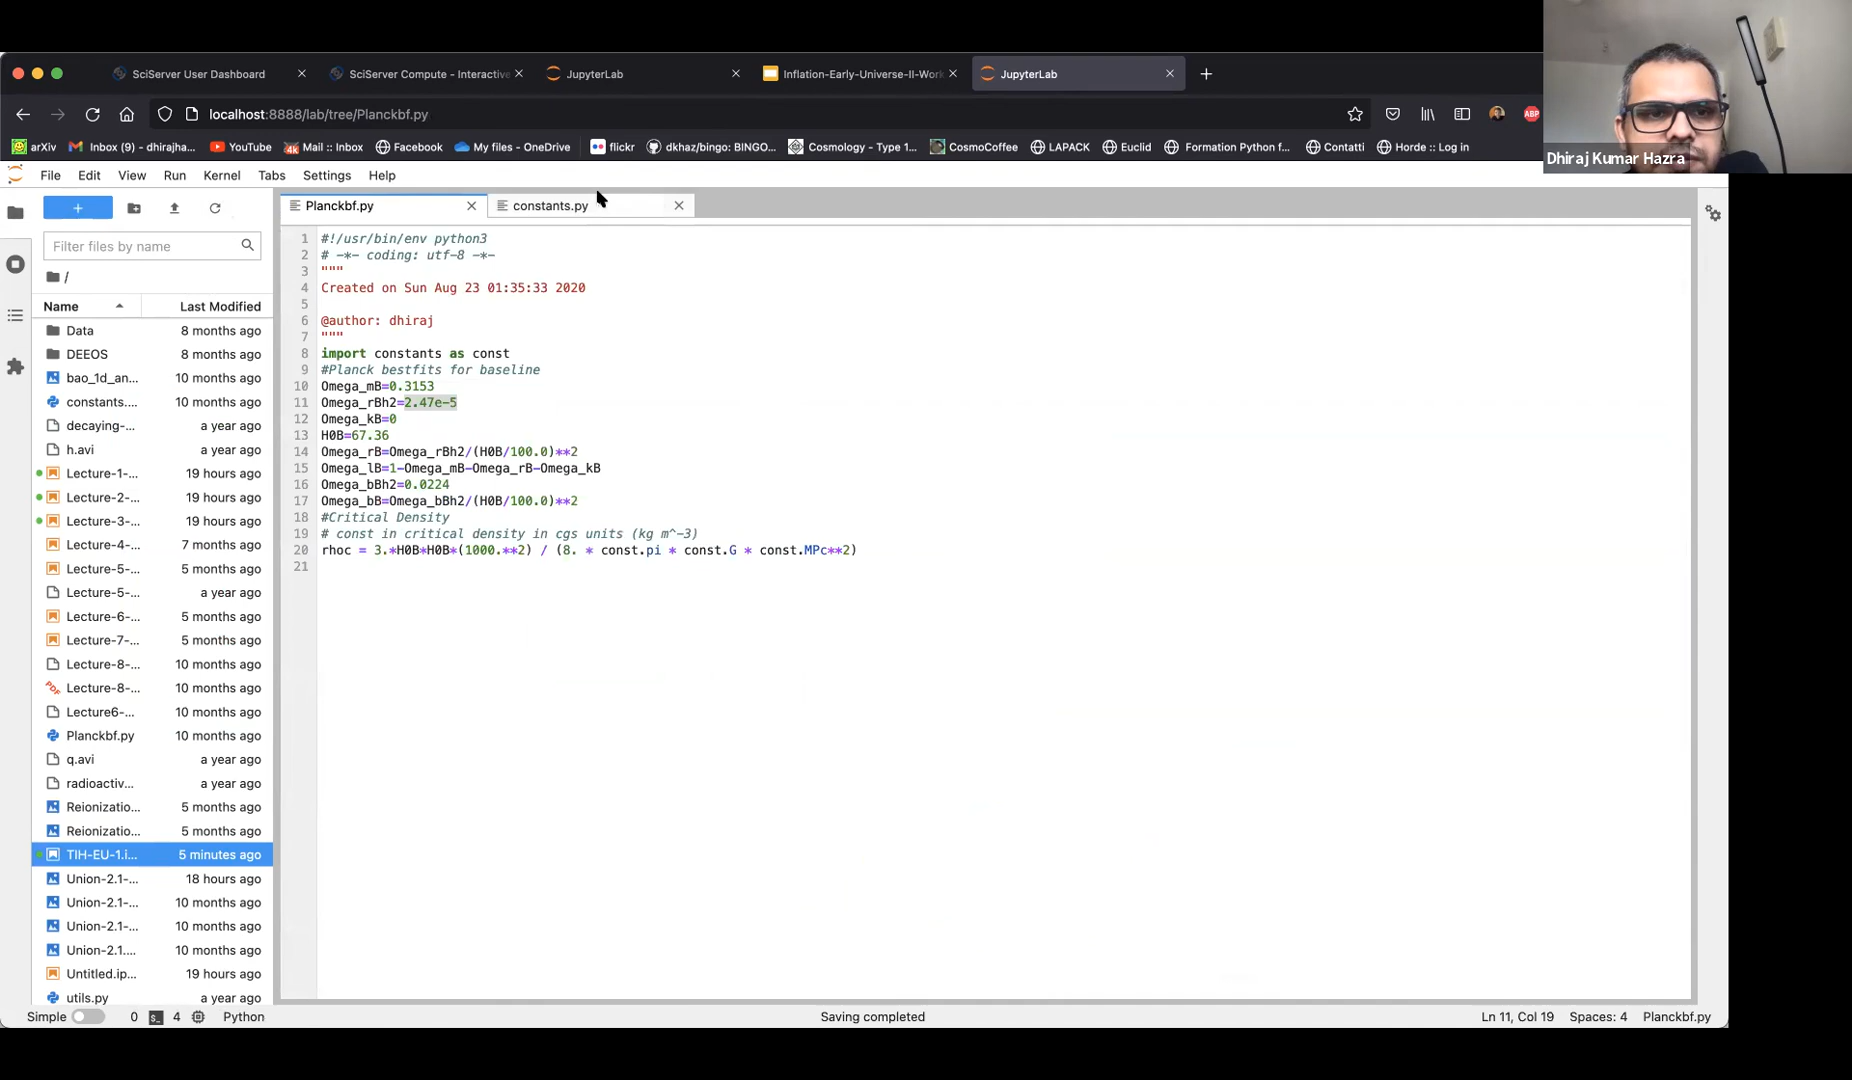 SciServer User Dashboard
SciServer Compute - Interactive
JupyterLab
Inflation-Early-Universe-II-Work
JupyterLab
localhost:8888/lab/tree/Planckbf.py
ABP
arXiv
Inbox (9) - dhirajha...
YouTube
Mail :: Inbox
Facebook
My files - OneDrive
flickr
dkhaz/bingo: BINGO...
Cosmology - Type 1...
CosmoCoffee
LAPACK
Euclid
Formation Python f...
Contatti
Horde :: Log in
Dhiraj Kumar Hazra
File Edit View Run Kernel Tabs Settings Help
Planckbf.py
constants.py
Filter files by name
/
Name Last Modified
Data 8 months ago
DEEOS 8 months ago
bao_1d_an... 10 months ago
constants.... 10 months ago
decaying-... a year ago
h.avi a year ago
Lecture-1-... 19 hours ago
Lecture-2-... 19 hours ago
Lecture-3-... 19 hours ago
Lecture-4-... 7 months ago
Lecture-5-... 5 months ago
Lecture-5-... a year ago
Lecture-6-... 5 months ago
Lecture-7-... 5 months ago
Lecture-8-... 10 months ago
Lecture-8-... 10 months ago
Lecture6-... 10 months ago
Planckbf.py 10 months ago
q.avi a year ago
radioactiv... a year ago
Reionizatio... 5 months ago
Reionizatio... 5 months ago
TIH-EU-1.i... 5 minutes ago
Union-2.1-... 18 hours ago
Union-2.1-... 10 months ago
Union-2.1-... 10 months ago
Union-2.1.... 10 months ago
Untitled.ip... 19 hours ago
utils.py a year ago
1 #!/usr/bin/env python3
2 # -*- coding: utf-8 -*-
3 """
4 Created on Sun Aug 23 01:35:33 2020
5
6 @author: dhiraj
7 """
8 import constants as const
9 #Planck bestfits for baseline
10 Omega_mB=0.3153
11 Omega_rBh2=2.47e-5
12 Omega_kB=0
13 H0B=67.36
14 Omega_rB=Omega_rBh2/(H0B/100.0)**2
15 Omega_lB=1-Omega_mB-Omega_rB-Omega_kB
16 Omega_bBh2=0.0224
17 Omega_bB=Omega_bBh2/(H0B/100.0)**2
18 #Critical Density
19 # const in critical density in cgs units (kg m^-3)
20 rhoc = 3.*H0B*H0B*(1000.**2) / (8. * const.pi * const.G * const.MPc**2)
21
Simple 0 4 Python Saving completed Ln 11, Col 19 Spaces: 4 Planckbf.py